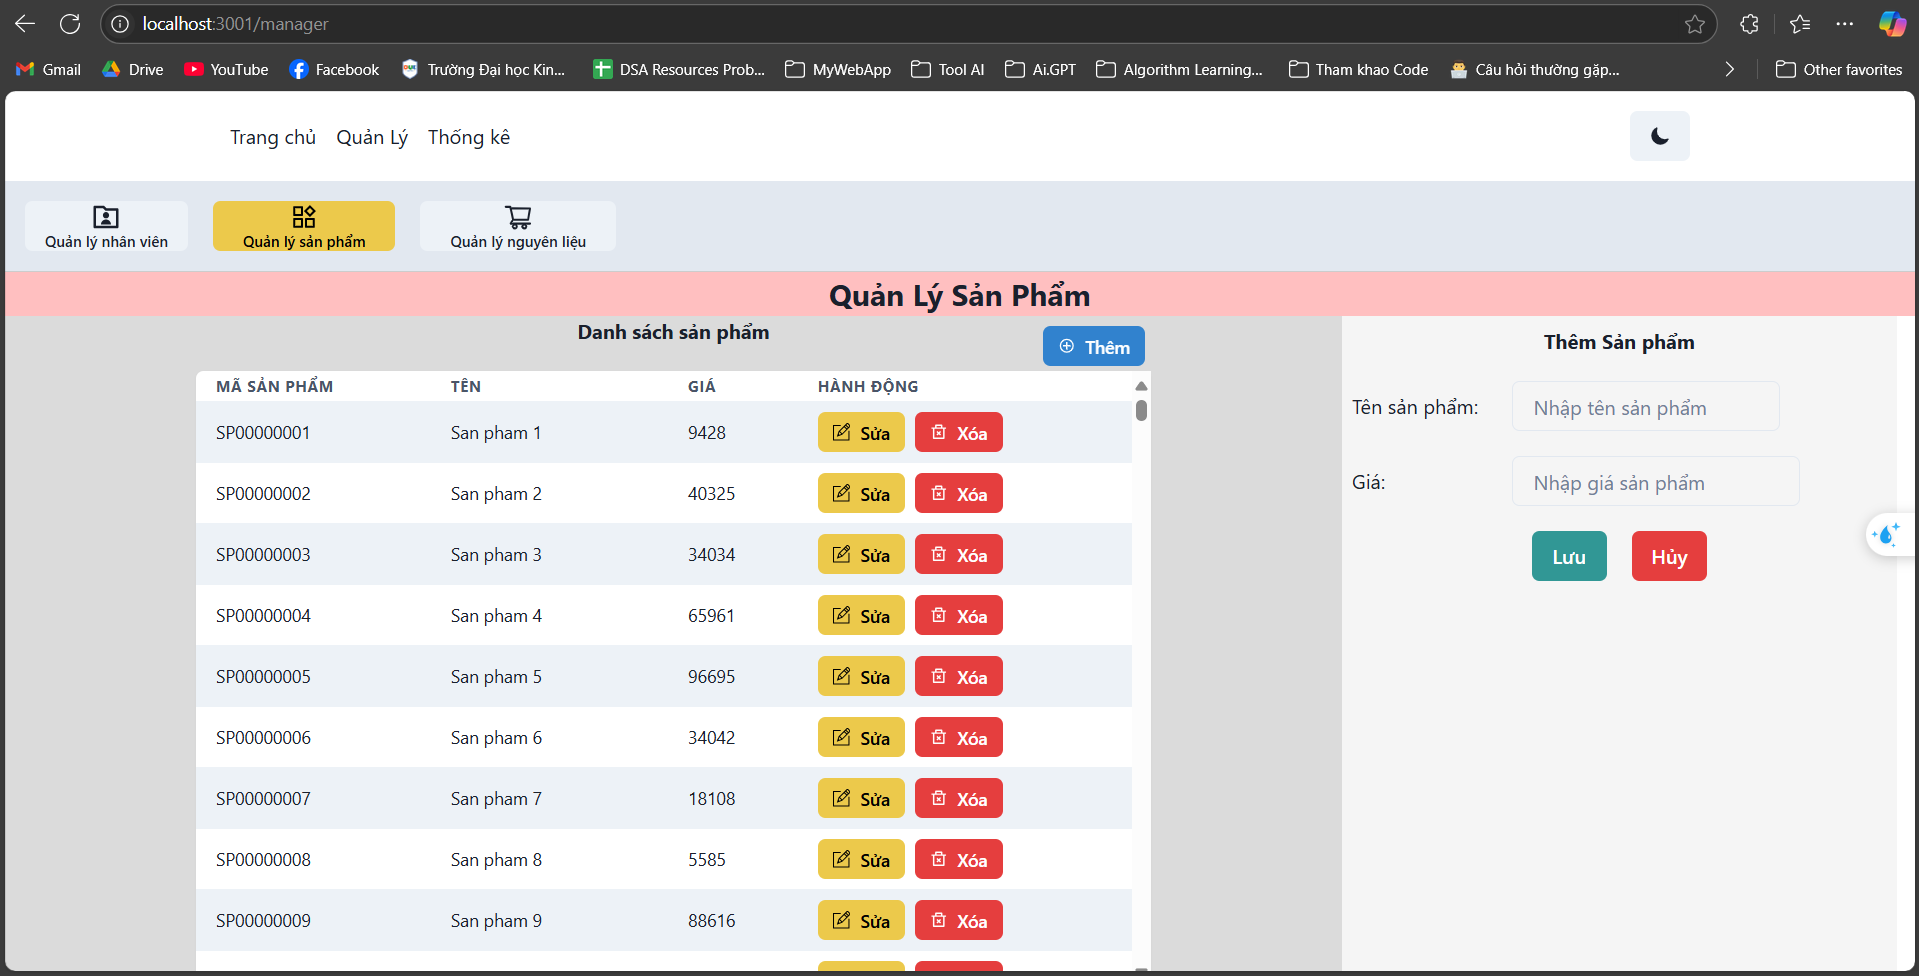 localhost:3001/manager
Gmail Drive YouTube Facebook Trường Đại học Kin... DSA Resources Prob... MyWebApp Tool AI Ai.GPT Algorithm Learning... Tham khao Code Câu hỏi thường gặp... Other favorites
Trang chủ Quản Lý Thống kê
Quản lý nhân viên Quản lý sản phẩm Quản lý nguyên liệu
Quản Lý Sản Phẩm
Danh sách sản phẩm
Thêm
MÃ SẢN PHẨM TÊN GIÁ HÀNH ĐỘNG
SP00000001 San pham 1 9428 Sửa Xóa
SP00000002 San pham 2 40325 Sửa Xóa
SP00000003 San pham 3 34034 Sửa Xóa
SP00000004 San pham 4 65961 Sửa Xóa
SP00000005 San pham 5 96695 Sửa Xóa
SP00000006 San pham 6 34042 Sửa Xóa
SP00000007 San pham 7 18108 Sửa Xóa
SP00000008 San pham 8 5585 Sửa Xóa
SP00000009 San pham 9 88616 Sửa Xóa
Thêm Sản phẩm
Tên sản phẩm: Nhập tên sản phẩm
Giá: Nhập giá sản phẩm
Lưu Hủy